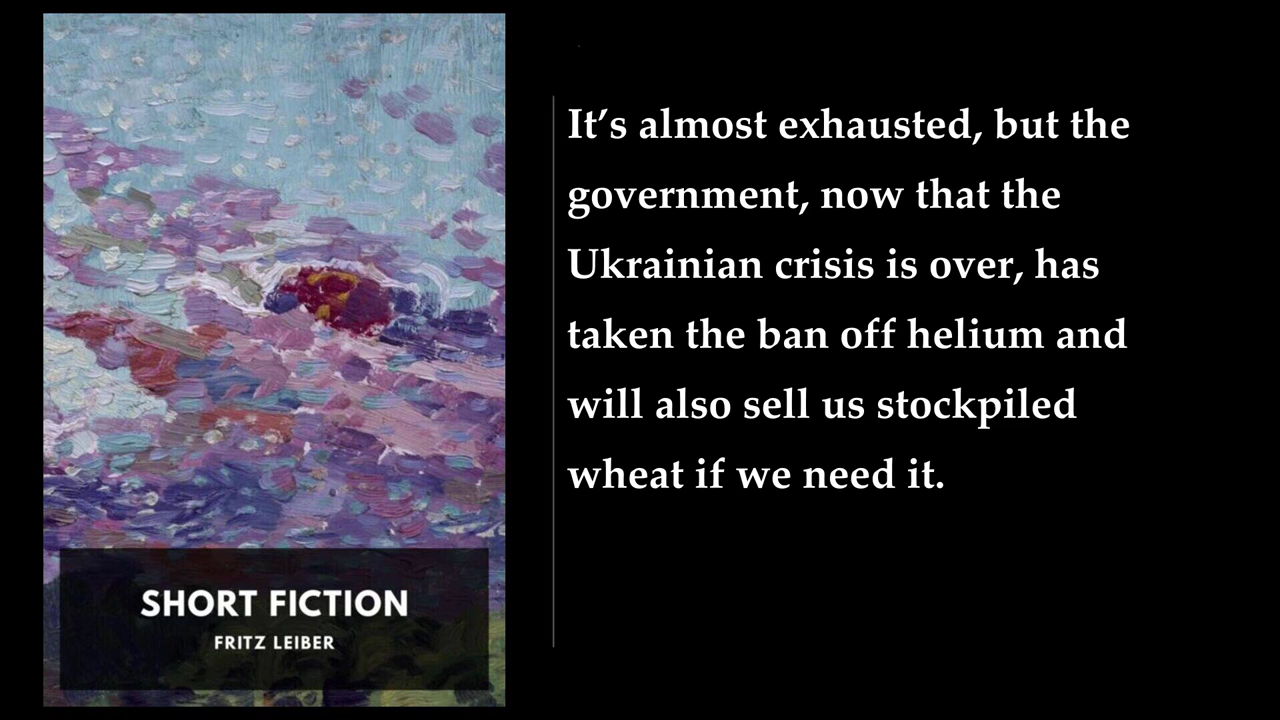 SHORT FICTION
FRITZ LEIBER
It’s almost exhausted, but the
government, now that the
Ukrainian crisis is over, has
taken the ban off helium and
will also sell us stockpiled
wheat if we need it.